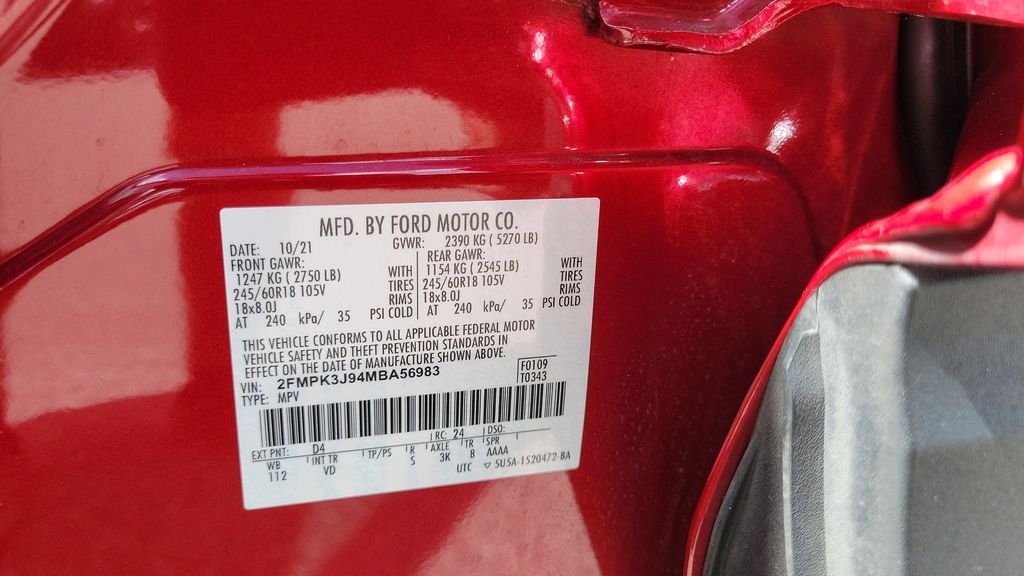 MFD. BY FORD MOTOR CO.
DATE: 10/21 GVWR: 2390 KG ( 5270 LB)
FRONT GAWR: REAR GAWR:
1247 KG ( 2750 LB) WITH 1154 KG ( 2545 LB) WITH
245/60R18 105V TIRES 245/60R18 105V TIRES
18x8.0J RIMS 18x8.0J RIMS
AT 240 kPa/ 35 PSI COLD AT 240 kPa/ 35 PSI COLD
THIS VEHICLE CONFORMS TO ALL APPLICABLE FEDERAL MOTOR
VEHICLE SAFETY AND THEFT PREVENTION STANDARDS IN
EFFECT ON THE DATE OF MANUFACTURE SHOWN ABOVE.
VIN: 2FMPK3J94MBA56983 F0109
TYPE: MPV T0343
EXT PNT: D4 RC: 24 DSO:
WB INT TR TP/PS R AXLE TR SPR
112 VD S 3K 8 AAAA
UTC ▽ 5U5A-1520472-BA